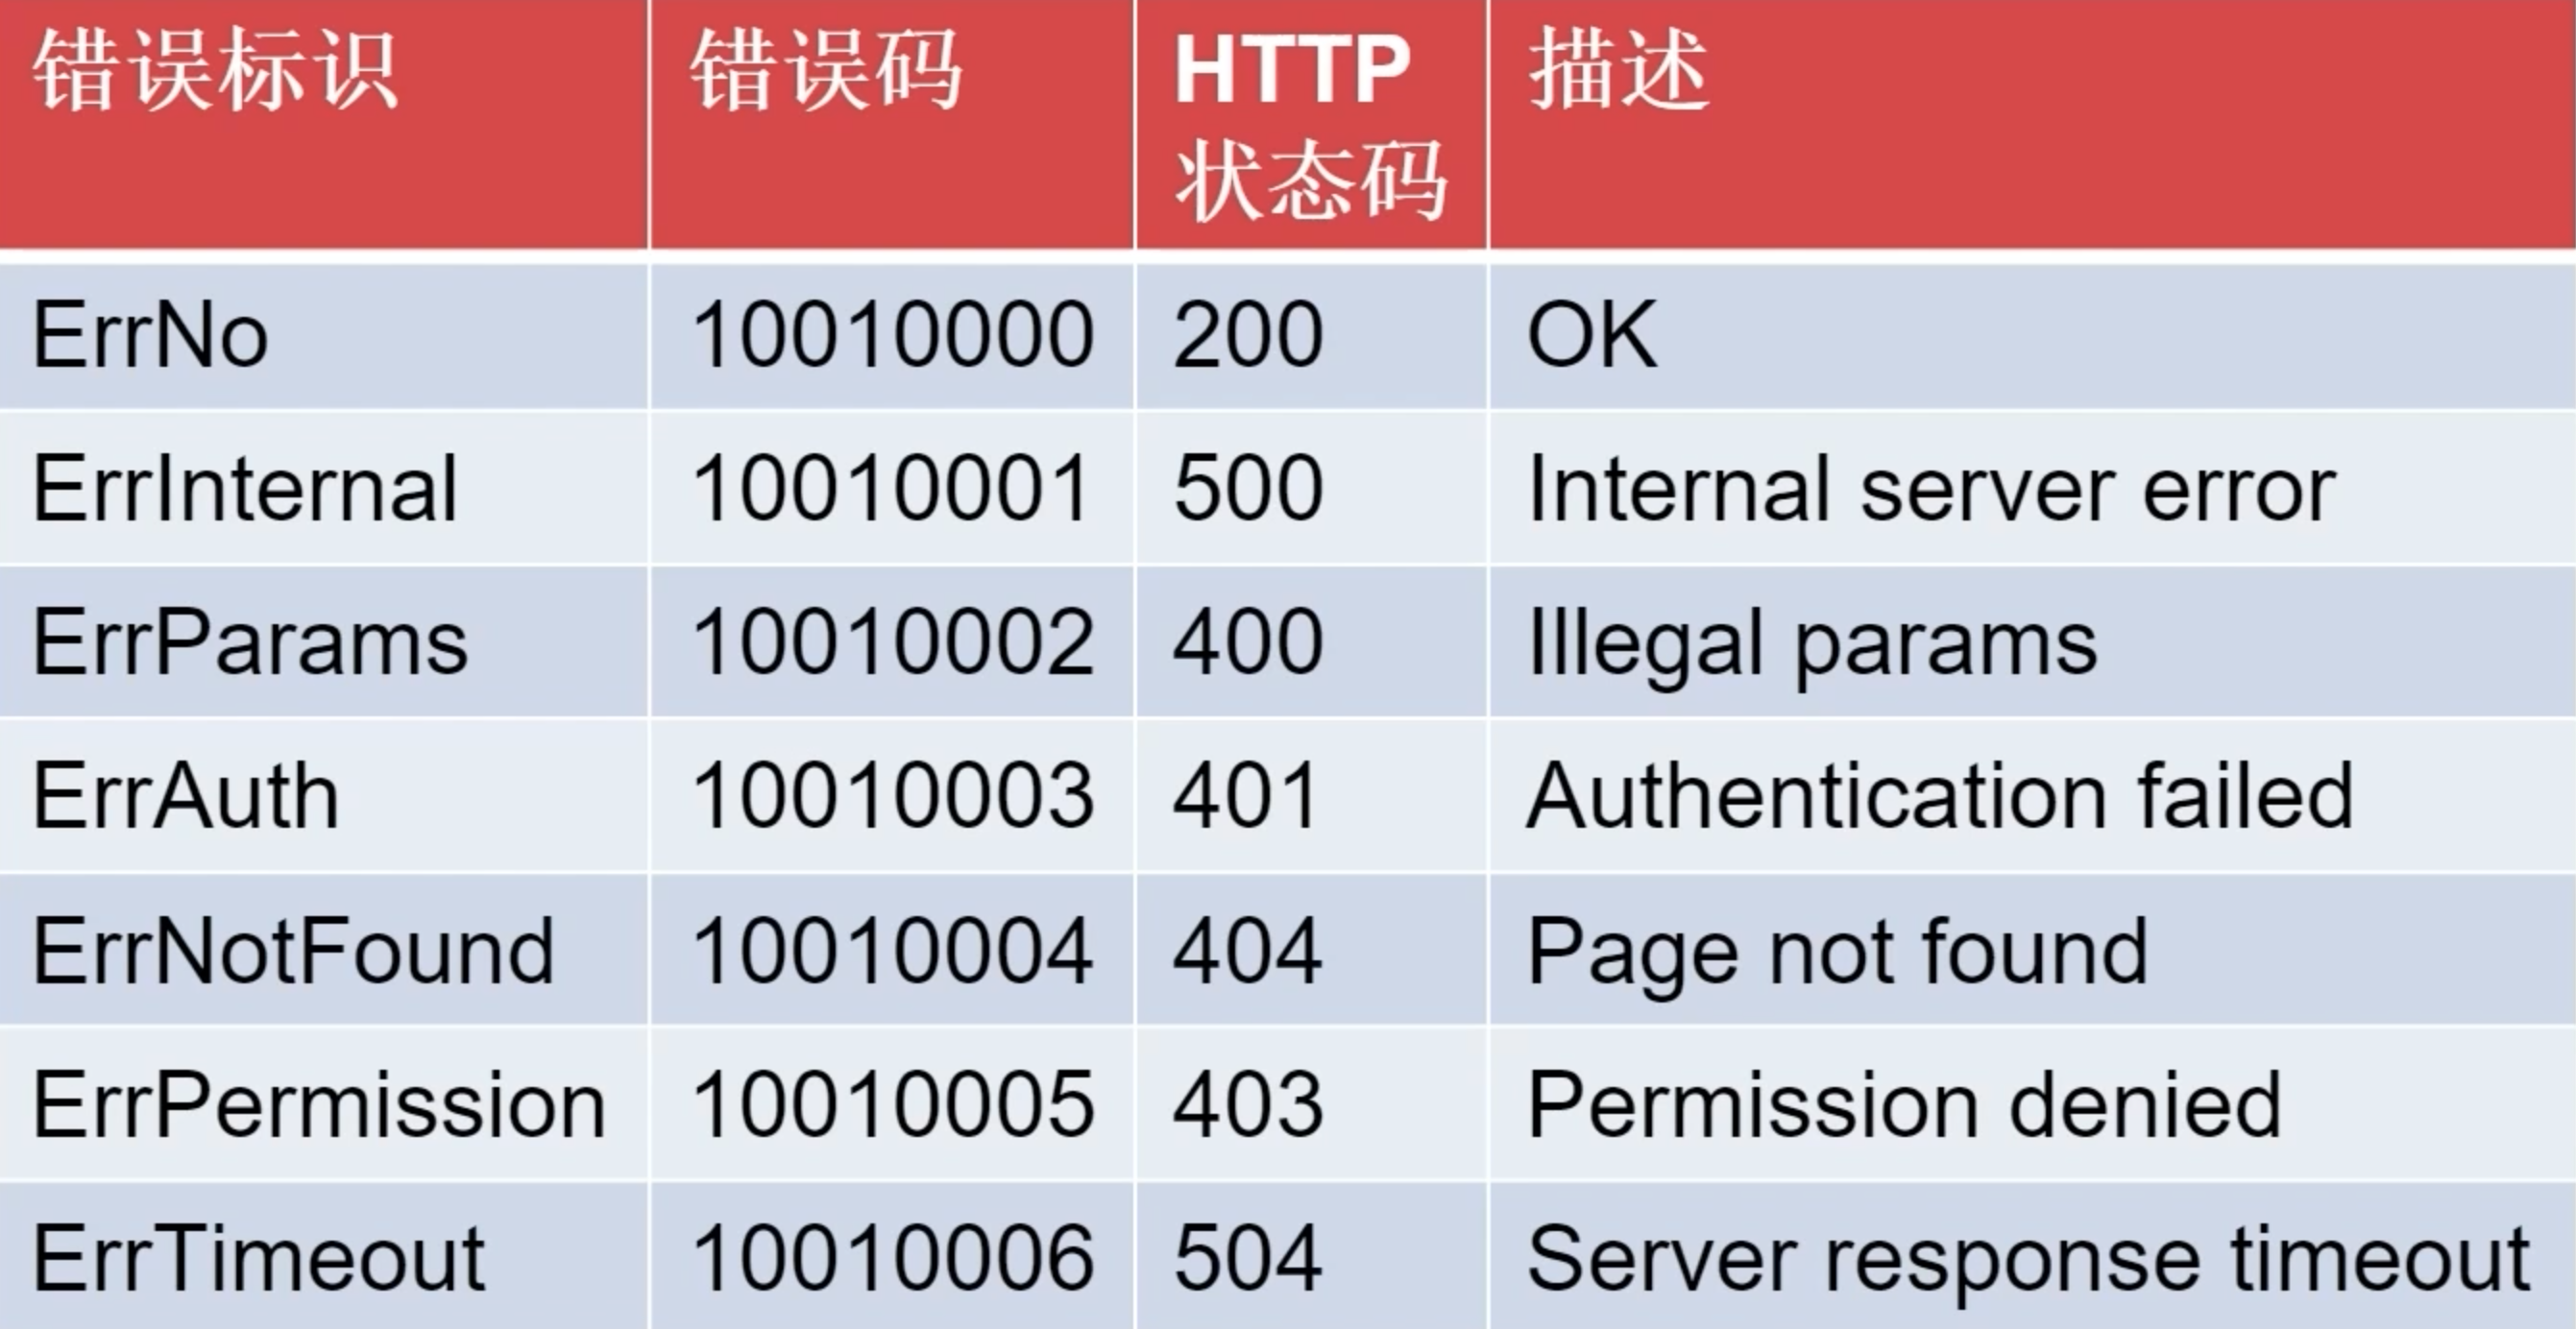 错误标识 错误码 HTTP 状态码 描述
ErrNo 10010000 200 OK
ErrInternal 10010001 500 Internal server error
ErrParams 10010002 400 Illegal params
ErrAuth 10010003 401 Authentication failed
ErrNotFound 10010004 404 Page not found
ErrPermission 10010005 403 Permission denied
ErrTimeout 10010006 504 Server response timeout